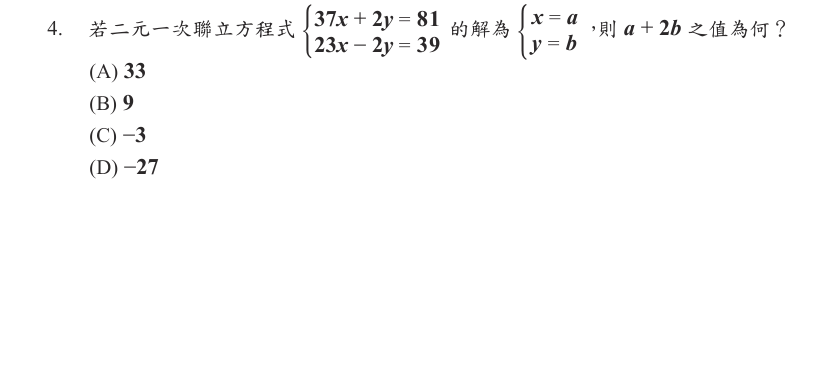 4. 若二元一次聯立方程式 { 37x + 2y = 81 的解為 { x = a ,則 a + 2b 之值為何?
23x − 2y = 39 y = b
(A) 33
(B) 9
(C) −3
(D) −27